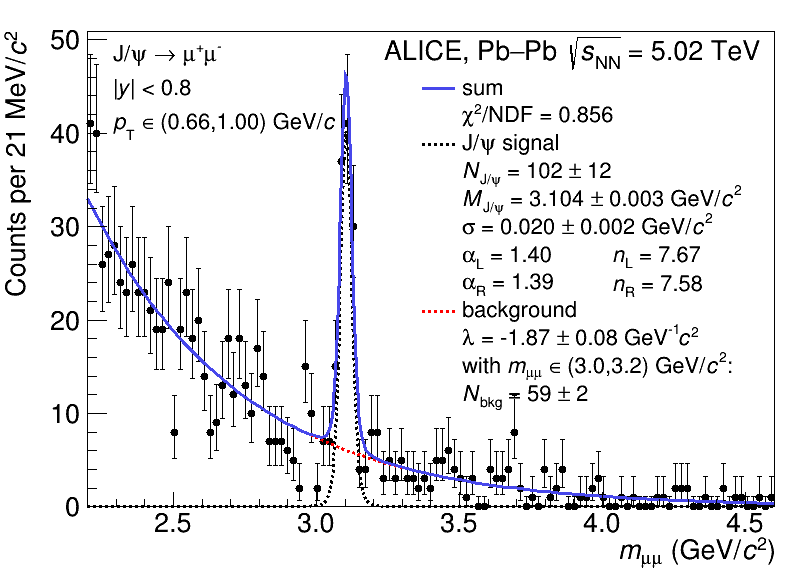 50
40
30
20
10
0
Counts per 21 MeV/c²
J/ψ → μ⁺μ⁻
|y| < 0.8
p_T ∈ (0.66,1.00) GeV/c
ALICE, Pb–Pb √s_NN = 5.02 TeV
sum
χ²/NDF = 0.856
J/ψ signal
N_J/ψ = 102 ± 12
M_J/ψ = 3.104 ± 0.003 GeV/c²
σ = 0.020 ± 0.002 GeV/c²
α_L = 1.40 n_L = 7.67
α_R = 1.39 n_R = 7.58
background
λ = -1.87 ± 0.08 GeV⁻¹c²
with m_μμ ∈ (3.0,3.2) GeV/c²:
N_bkg = 59 ± 2
2.5 3.0 3.5 4.0 4.5
m_μμ (GeV/c²)